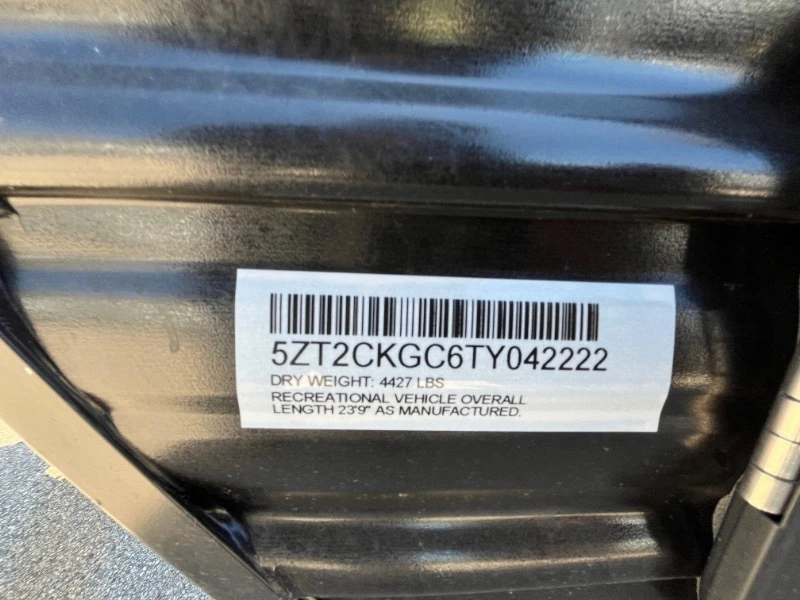 5ZT2CKGC6TY042222
DRY WEIGHT: 4427 LBS
RECREATIONAL VEHICLE OVERALL
LENGTH 23'9" AS MANUFACTURED.